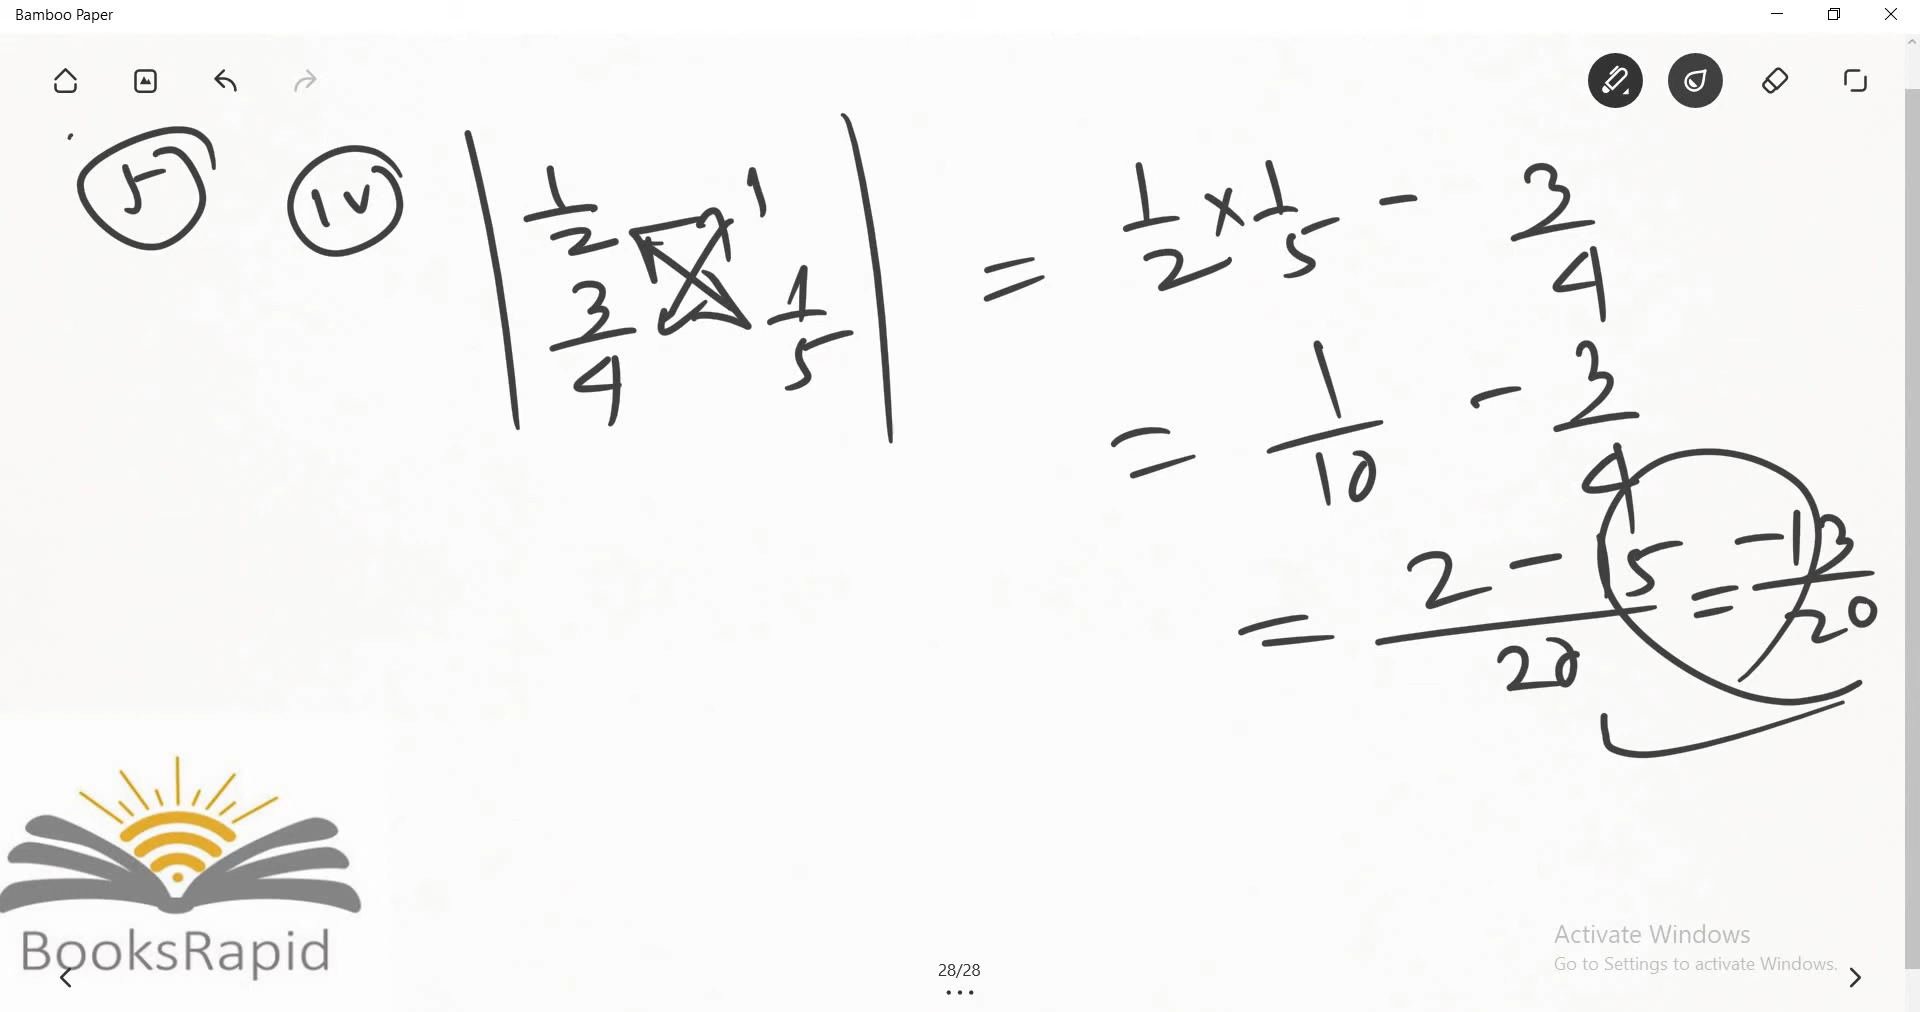 Bamboo Paper
5 iv | 1/2 1 | = 1/2 × 1/5 - 3/4
| 3/4 1/5 |
= 1/10 - 3/4
= 2 - 15 / 20 = -13/20
BooksRapid
28/28
Activate Windows
Go to Settings to activate Windows.